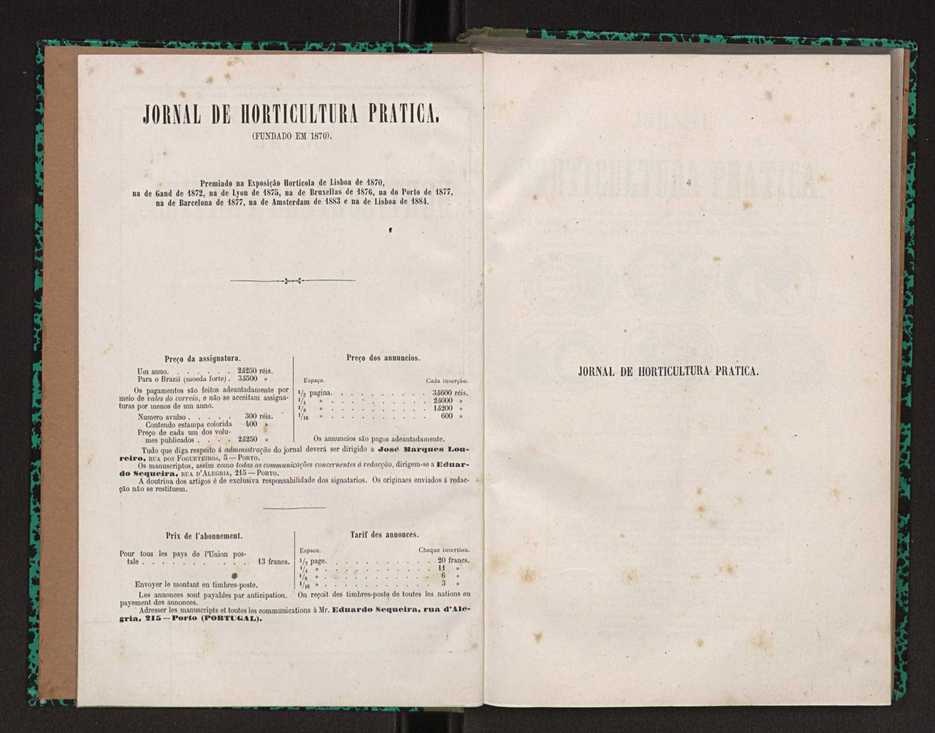 JORNAL DE HORTICULTURA PRATICA.
(FUNDADO EM 1870).
Premiado na Exposição Horticola de Lisboa de 1870,
na de Gand de 1872, na de Lyon de 1875, na de Bruxellas de 1876, na do Porto de 1877,
na de Barcelona de 1877, na de Amsterdam de 1883 e na de Lisboa de 1884.
Preço da assignatura.
Um anno. . . . . . . 2$250 réis.
Para o Brazil (moeda forte) . 3$500 »
Os pagamentos são feitos adeantadamente por
meio de vales do correio, e não se acceitam assigna-
turas por menos de um anno.
Numero avulso . . . . . 300 réis.
Contendo estampa colorida 400 »
Preço de cada um dos volu-
mes publicados . . . . 2$250 »
Preço dos annuncios.
Espaço. Cada inserção.
1/2 pagina. . . . . . . . . . . 3$600 réis.
1/4 » . . . . . . . . . . . 2$000 »
1/8 » . . . . . . . . . . . 1$200 »
1/16 » . . . . . . . . . . . 600 »
Os annuncios são pagos adeantadamente.
Tudo que diga respeito á administração do jornal deverá ser dirigido a José Marques Lou-
reiro, RUA DOS FOGUETEIROS, 5 — PORTO.
Os manuscriptos, assim como todas as communicações concernentes á redacção, dirigem-se a Eduar-
do Sequeira, RUA D'ALEGRIA, 215 — PORTO.
A doutrina dos artigos é de exclusiva responsabilidade dos signatarios. Os originaes enviados á redac-
ção não se restituem.
Prix de l'abonnement.
Pour tous les pays de l'Union pos-
tale . . . . . . . . . . 13 francs.
Envoyer le montant en timbres-poste.
Tarif des annonces.
Espace. Chaque insertion.
1/2 page. . . . . . . . . . . 20 francs.
1/4 » . . . . . . . . . . . 11 »
1/8 » . . . . . . . . . . . 6 »
1/16 » . . . . . . . . . . . 3 »
Les annonces sont payables par anticipation. On reçoit des timbres-poste de toutes les nations en
payement des annonces.
Adresser les manuscripts et toutes les communications à Mr. Eduardo Sequeira, rua d'Ale-
gria, 215 — Porto (PORTUGAL).
JORNAL DE HORTICULTURA PRATICA.